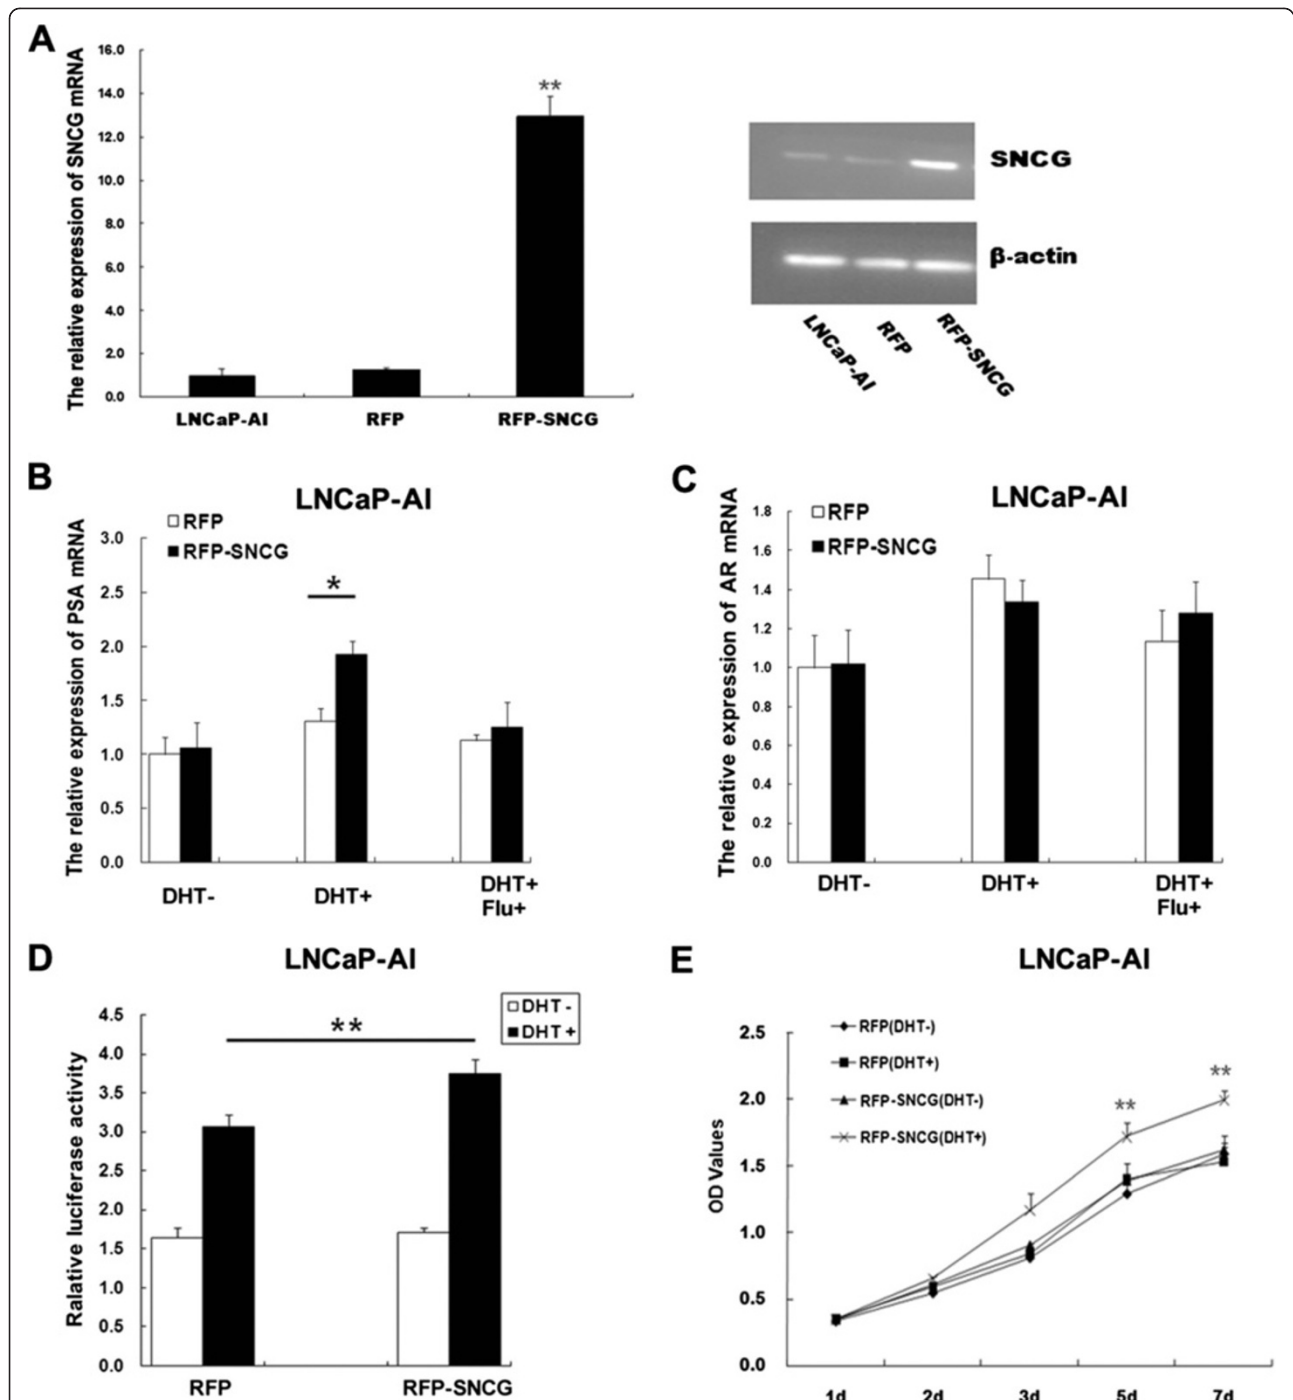 A
The relative expression of SNCG mRNA
16.0
14.0
12.0
10.0
8.0
6.0
4.0
2.0
0.0
**
LNCaP-AI
RFP
RFP-SNCG
SNCG
β-actin
LNCaP-AI
RFP
RFP-SNCG
B
LNCaP-AI
RFP
RFP-SNCG
The relative expression of PSA mRNA
3.0
2.5
2.0
1.5
1.0
0.5
0.0
*
DHT-
DHT+
DHT+
Flu+
C
LNCaP-AI
RFP
RFP-SNCG
The relative expression of AR mRNA
1.8
1.6
1.4
1.2
1.0
0.8
0.6
0.4
0.2
0.0
DHT-
DHT+
DHT+
Flu+
D
LNCaP-AI
DHT -
DHT +
Ralative luciferase activity
4.5
4.0
3.5
3.0
2.5
2.0
1.5
1.0
0.5
0.0
**
RFP
RFP-SNCG
E
LNCaP-AI
RFP(DHT-)
RFP(DHT+)
RFP-SNCG(DHT-)
RFP-SNCG(DHT+)
OD Values
2.5
2.0
1.5
1.0
0.5
0.0
**
**
1d
2d
3d
5d
7d